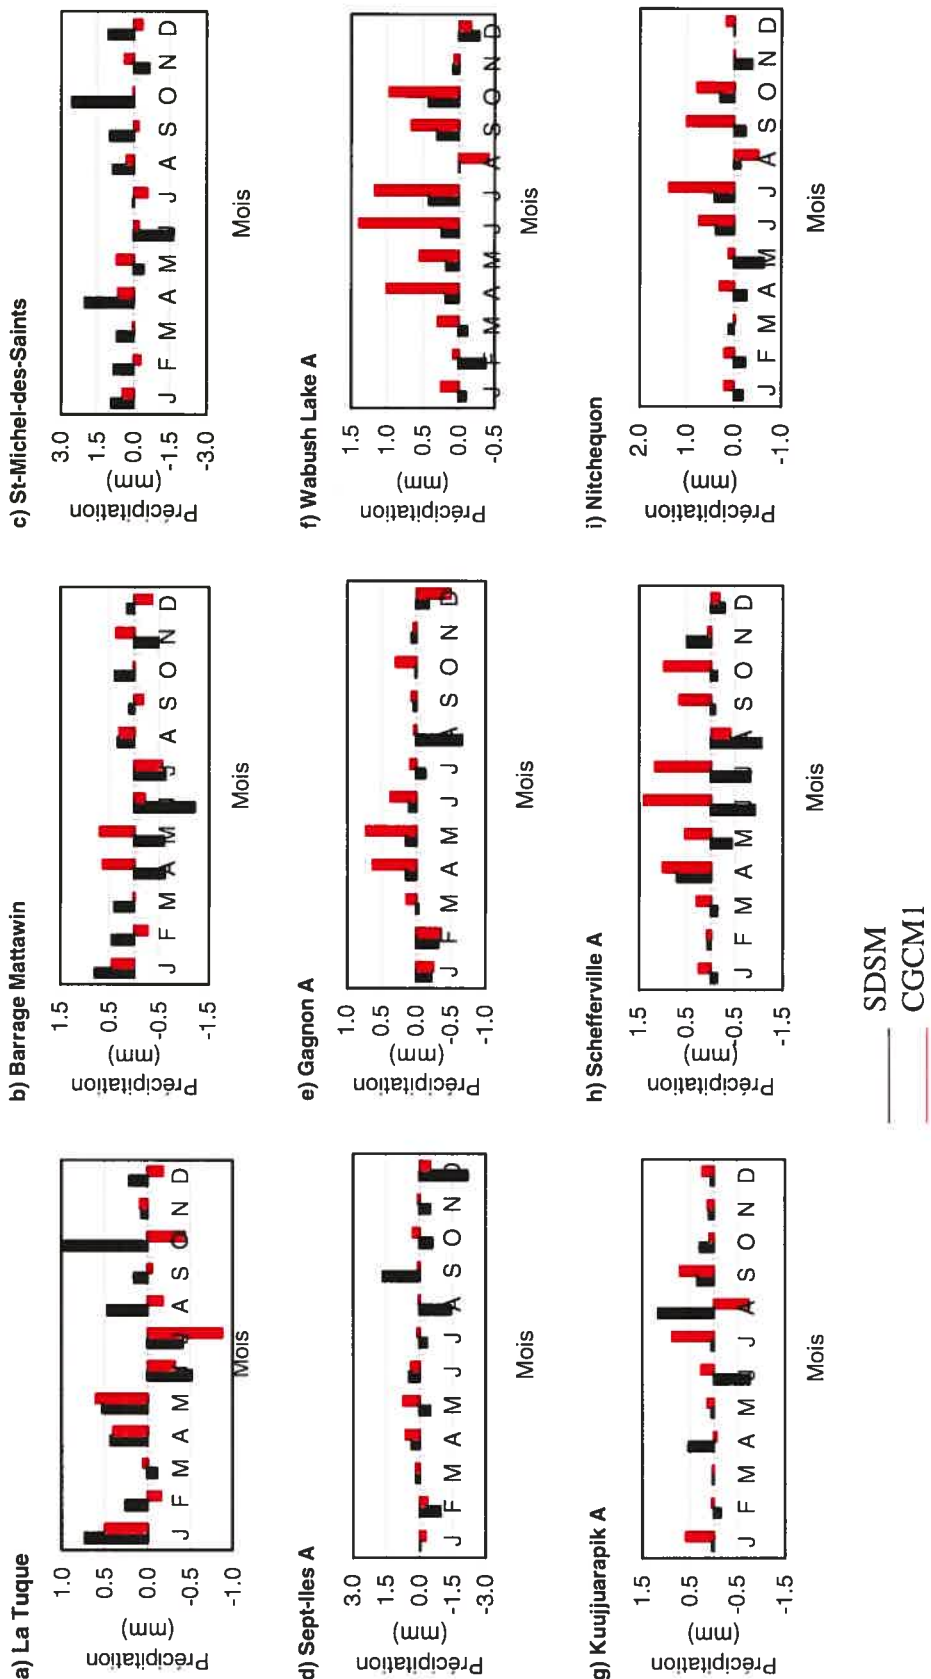 a) La Tuque
Précipitation
(mm)
1.0
0.5
0.0
-0.5
-1.0
J F M A M J J A S O N D
Mois
b) Barrage Mattawin
Précipitation
(mm)
1.5
0.5
-0.5
-1.5
J F M A M J J A S O N D
Mois
c) St-Michel-des-Saints
Précipitation
(mm)
3.0
1.5
0.0
-1.5
-3.0
J F M A M J J A S O N D
Mois
d) Sept-Iles A
Précipitation
(mm)
3.0
1.5
0.0
-1.5
-3.0
J F M A M J J A S O N D
Mois
e) Gagnon A
Précipitation
(mm)
1.0
0.5
0.0
-0.5
-1.0
J F M A M J J A S O N D
Mois
f) Wabush Lake A
Précipitation
(mm)
1.5
1.0
0.5
0.0
-0.5
J F M A M J J A S O N D
Mois
g) Kuujjuarapik A
Précipitation
(mm)
1.5
0.5
-0.5
-1.5
J F M A M J J A S O N D
Mois
h) Schefferville A
Précipitation
(mm)
1.5
0.5
-0.5
-1.5
J F M A M J J A S O N D
Mois
i) Nitchequon
Précipitation
(mm)
2.0
1.0
0.0
-1.0
J F M A M J J A S O N D
Mois
SDSM
CGCM1